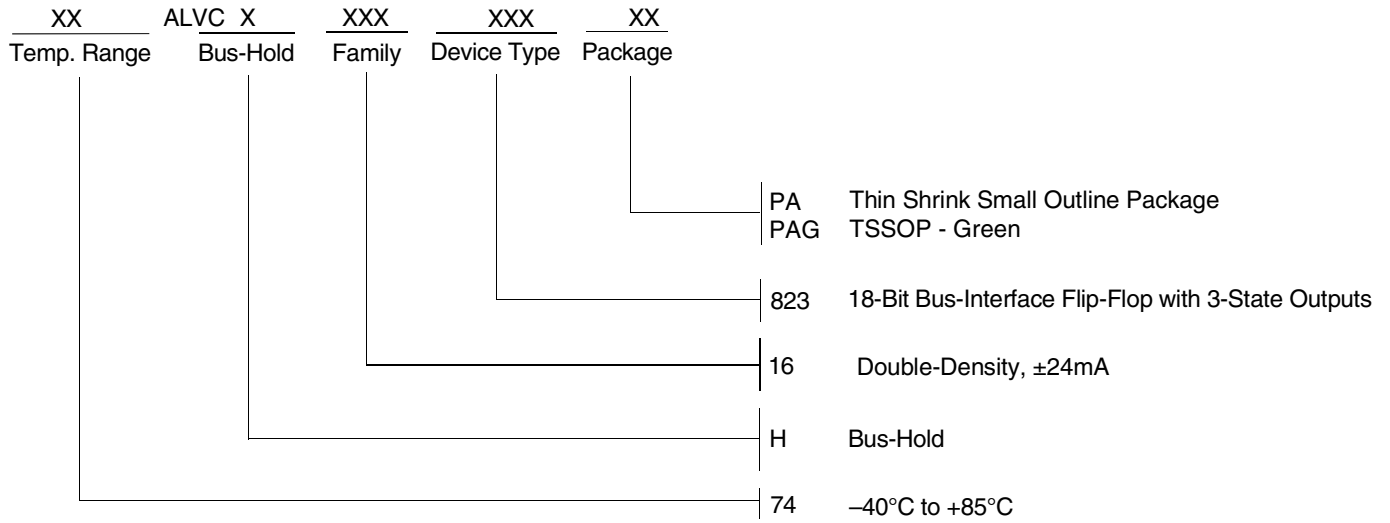 XX ALVC X XXX XXX XX
Temp. Range Bus-Hold Family Device Type Package
PA Thin Shrink Small Outline Package
PAG TSSOP - Green
823 18-Bit Bus-Interface Flip-Flop with 3-State Outputs
16 Double-Density, ±24mA
H Bus-Hold
74 –40°C to +85°C